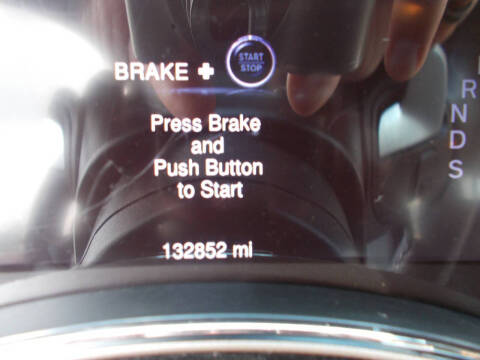 BRAKE + START STOP
Press Brake
and
Push Button
to Start
132852 mi
R
N
D
S